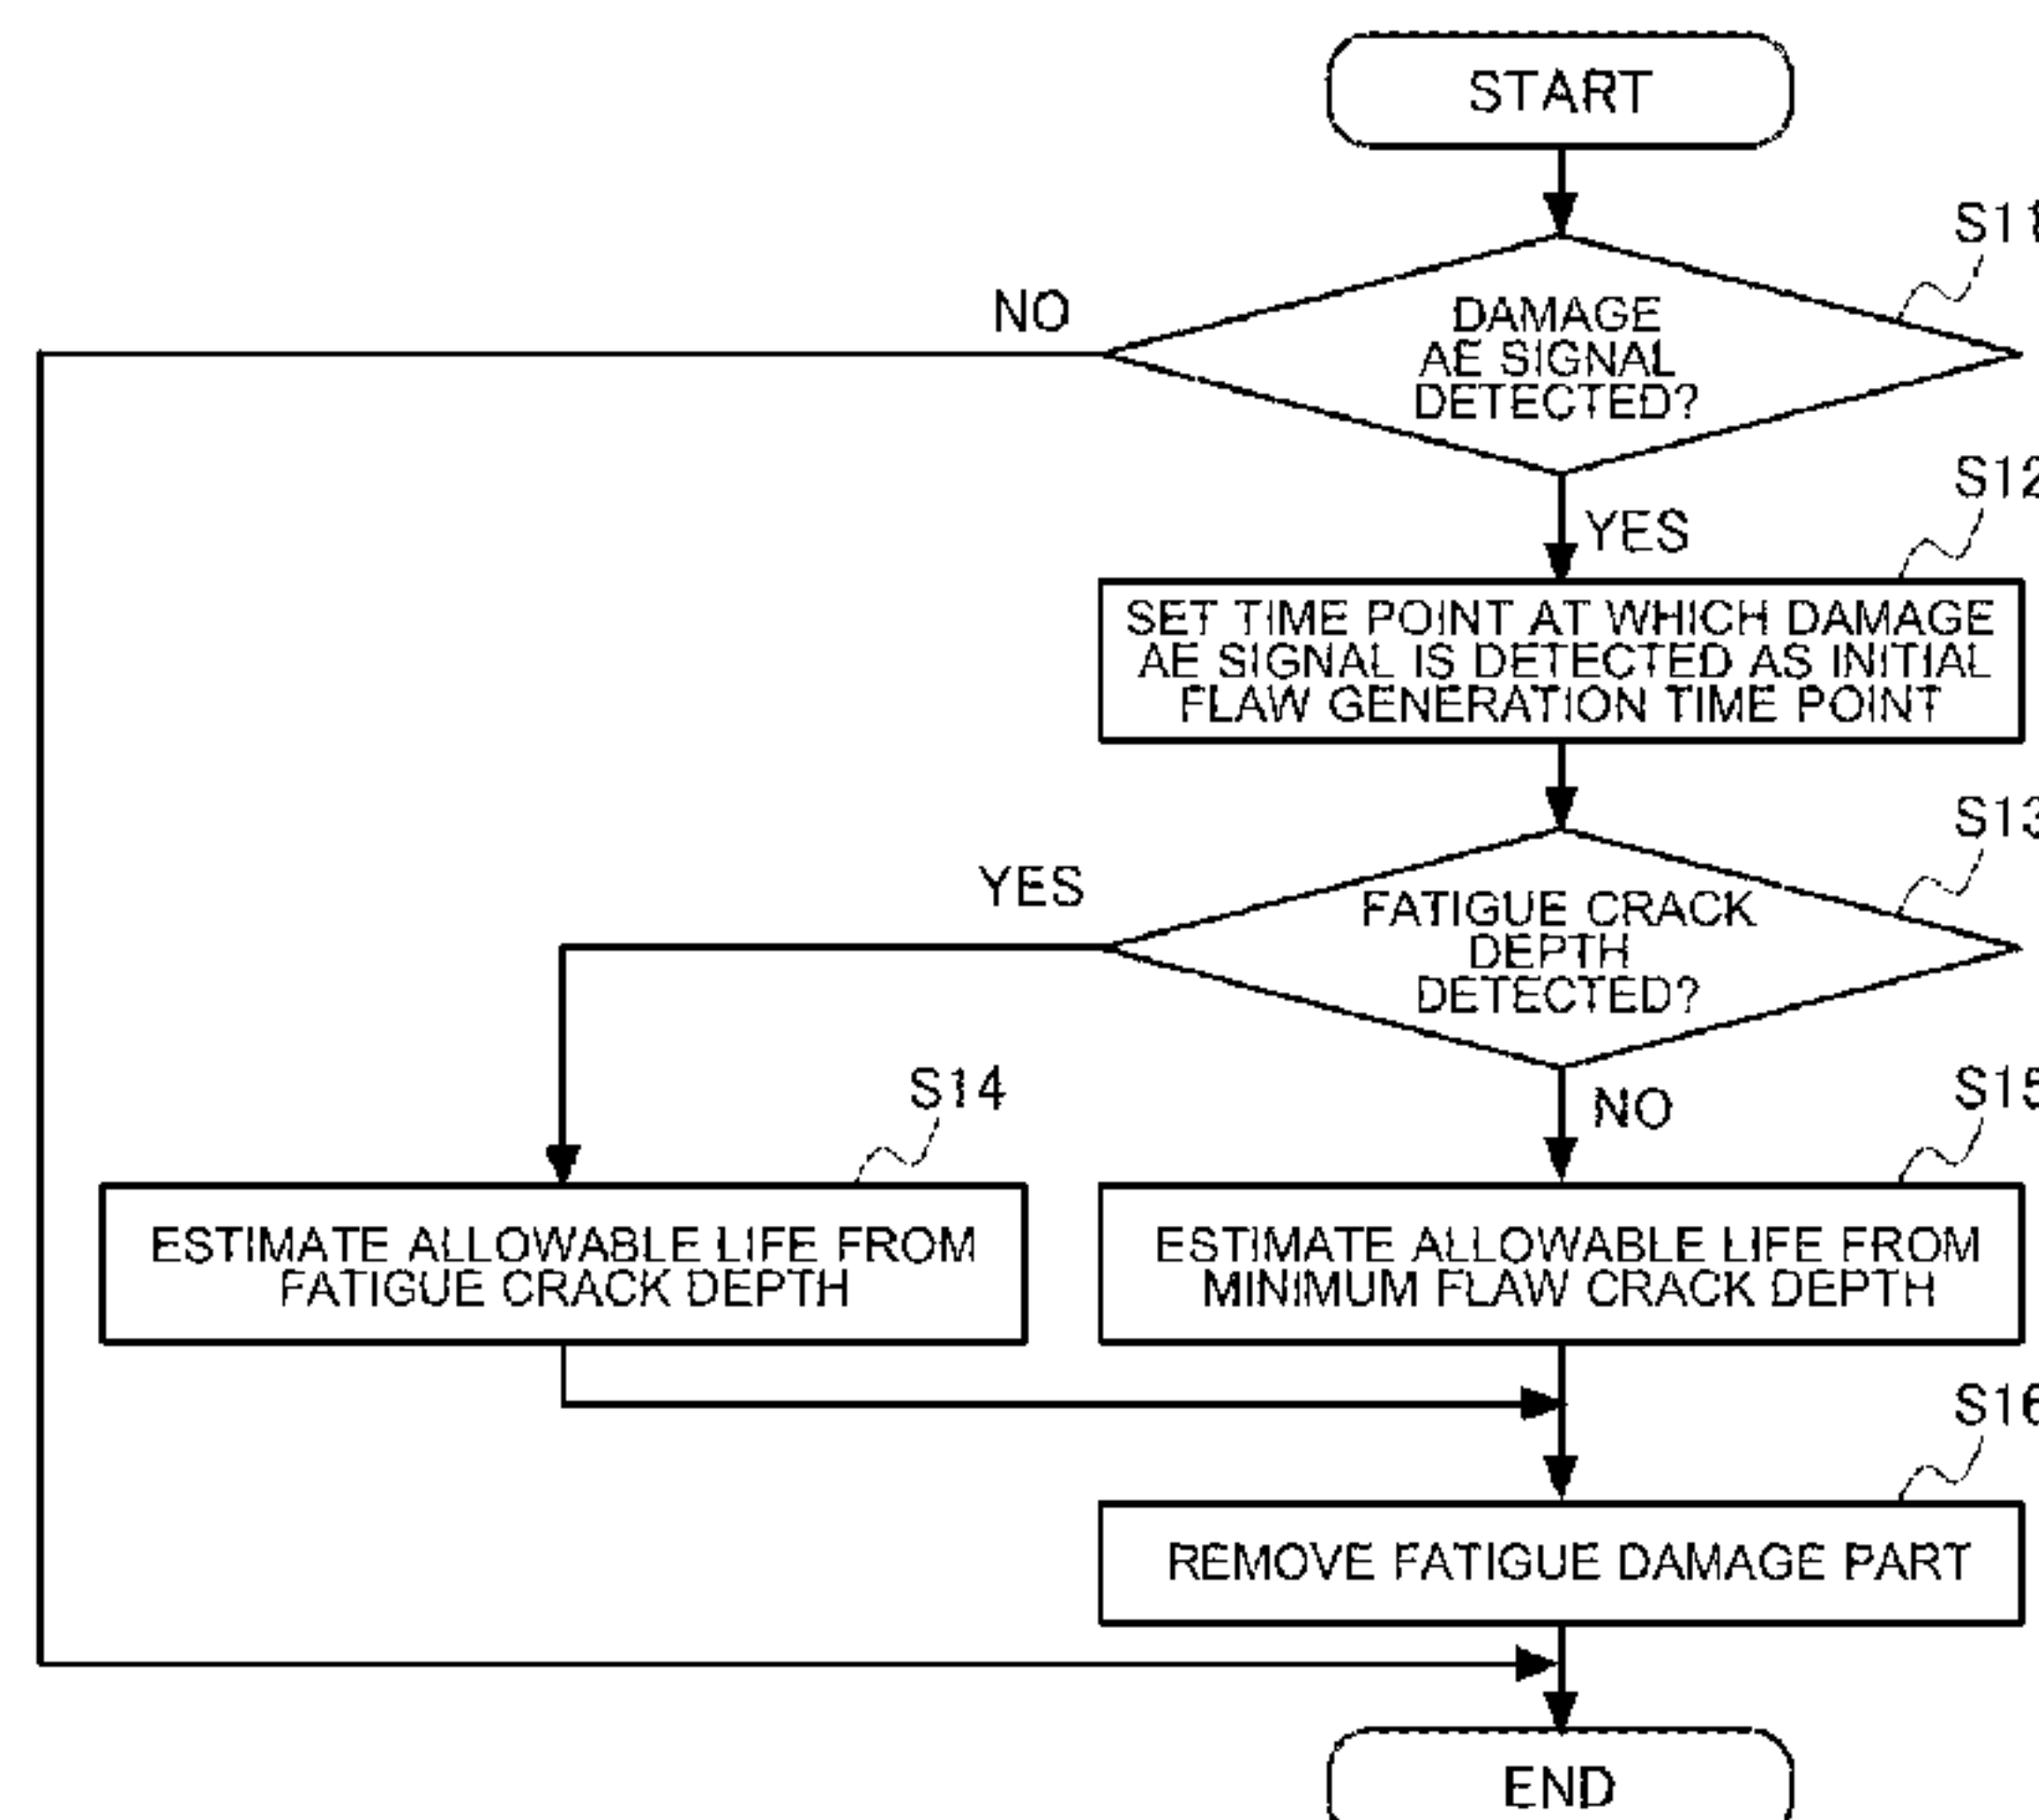 START
S11
NO
DAMAGE
AE SIGNAL
DETECTED?
S12
YES
SET TIME POINT AT WHICH DAMAGE
AE SIGNAL IS DETECTED AS INITIAL
FLAW GENERATION TIME POINT
S13
YES
FATIGUE CRACK
DEPTH
DETECTED?
S14
S15
NO
ESTIMATE ALLOWABLE LIFE FROM
FATIGUE CRACK DEPTH
ESTIMATE ALLOWABLE LIFE FROM
MINIMUM FLAW CRACK DEPTH
S16
REMOVE FATIGUE DAMAGE PART
END